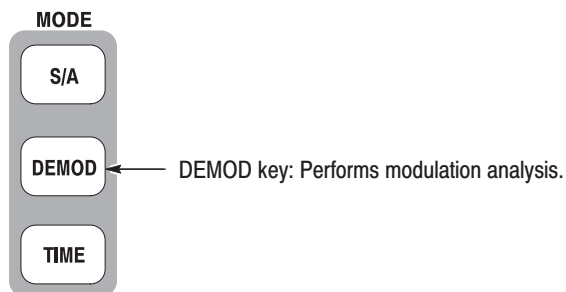 MODE
S/A
DEMOD
DEMOD key: Performs modulation analysis.
TIME